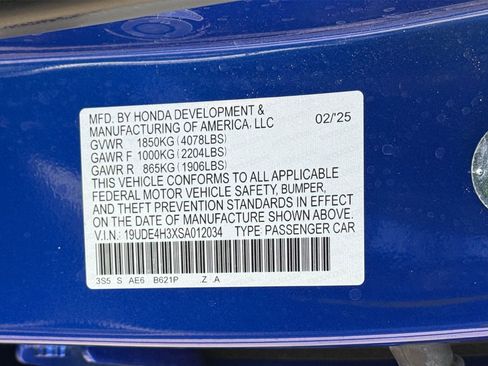 MFD. BY HONDA DEVELOPMENT &
MANUFACTURING OF AMERICA, LLC 02/'25
GVWR 1850KG (4078LBS)
GAWR F 1000KG (2204LBS)
GAWR R 865KG (1906LBS)
THIS VEHICLE CONFORMS TO ALL APPLICABLE
FEDERAL MOTOR VEHICLE SAFETY, BUMPER,
AND THEFT PREVENTION STANDARDS IN EFFECT
ON THE DATE OF MANUFACTURE SHOWN ABOVE.
V.I.N.: 19UDE4H3XSA012034 TYPE PASSENGER CAR
3S5 S AE6 B621P .Z .A